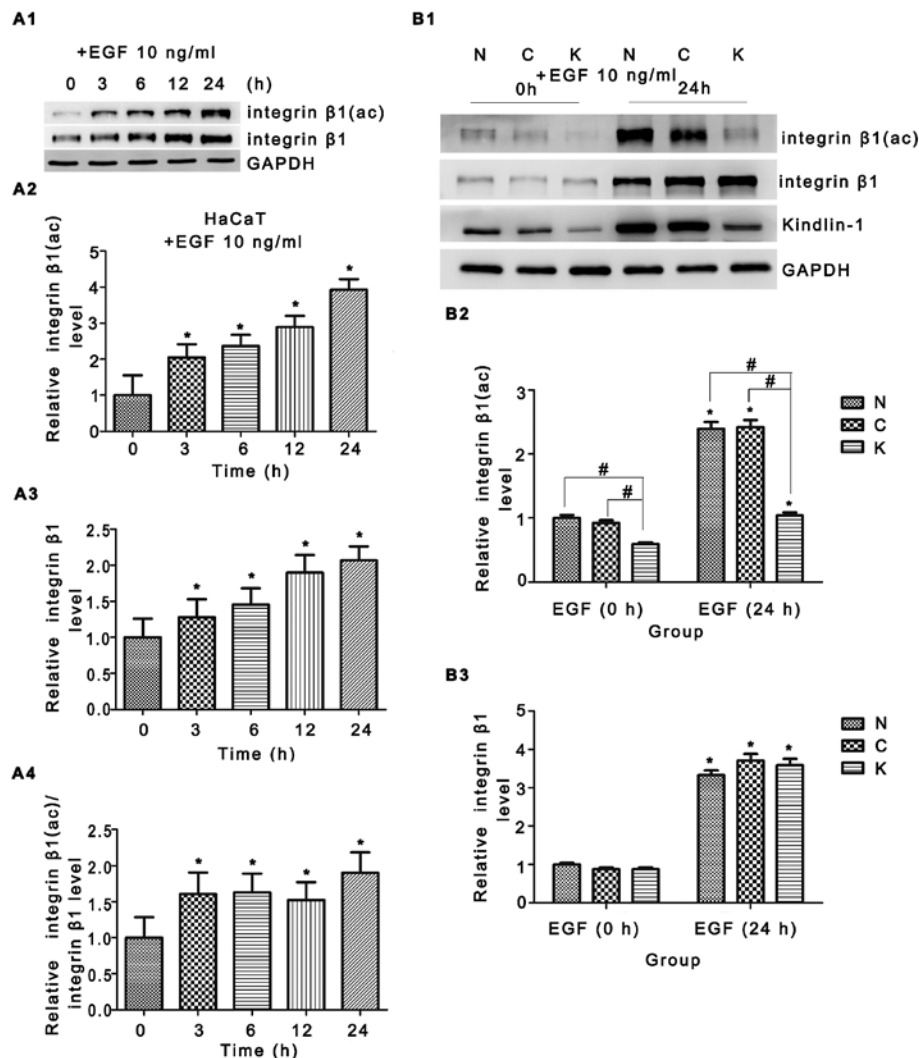 A1
+EGF 10 ng/ml
0 3 6 12 24 (h)
integrin β1(ac)
integrin β1
GAPDH
A2
HaCaT
+EGF 10 ng/ml
Relative integrin β1(ac)
level
5
4
3
2
1
0
* * * *
0 3 6 12 24
Time (h)
A3
Relative integrin β1
level
2.5
2.0
1.5
1.0
0.5
0.0
* * * *
0 3 6 12 24
Time (h)
A4
Relative integrin β1(ac)/
integrin β1 level
2.5
2.0
1.5
1.0
0.5
0.0
* * * *
0 3 6 12 24
Time (h)
B1
N C K N C K
+EGF 10 ng/ml
0h 24h
integrin β1(ac)
integrin β1
Kindlin-1
GAPDH
B2
Relative integrin β1(ac)
level
3
2
1
0
# # # #
* * *
N
C
K
EGF (0 h) EGF (24 h)
Group
B3
Relative integrin β1
level
5
4
3
2
1
0
* * *
N
C
K
EGF (0 h) EGF (24 h)
Group